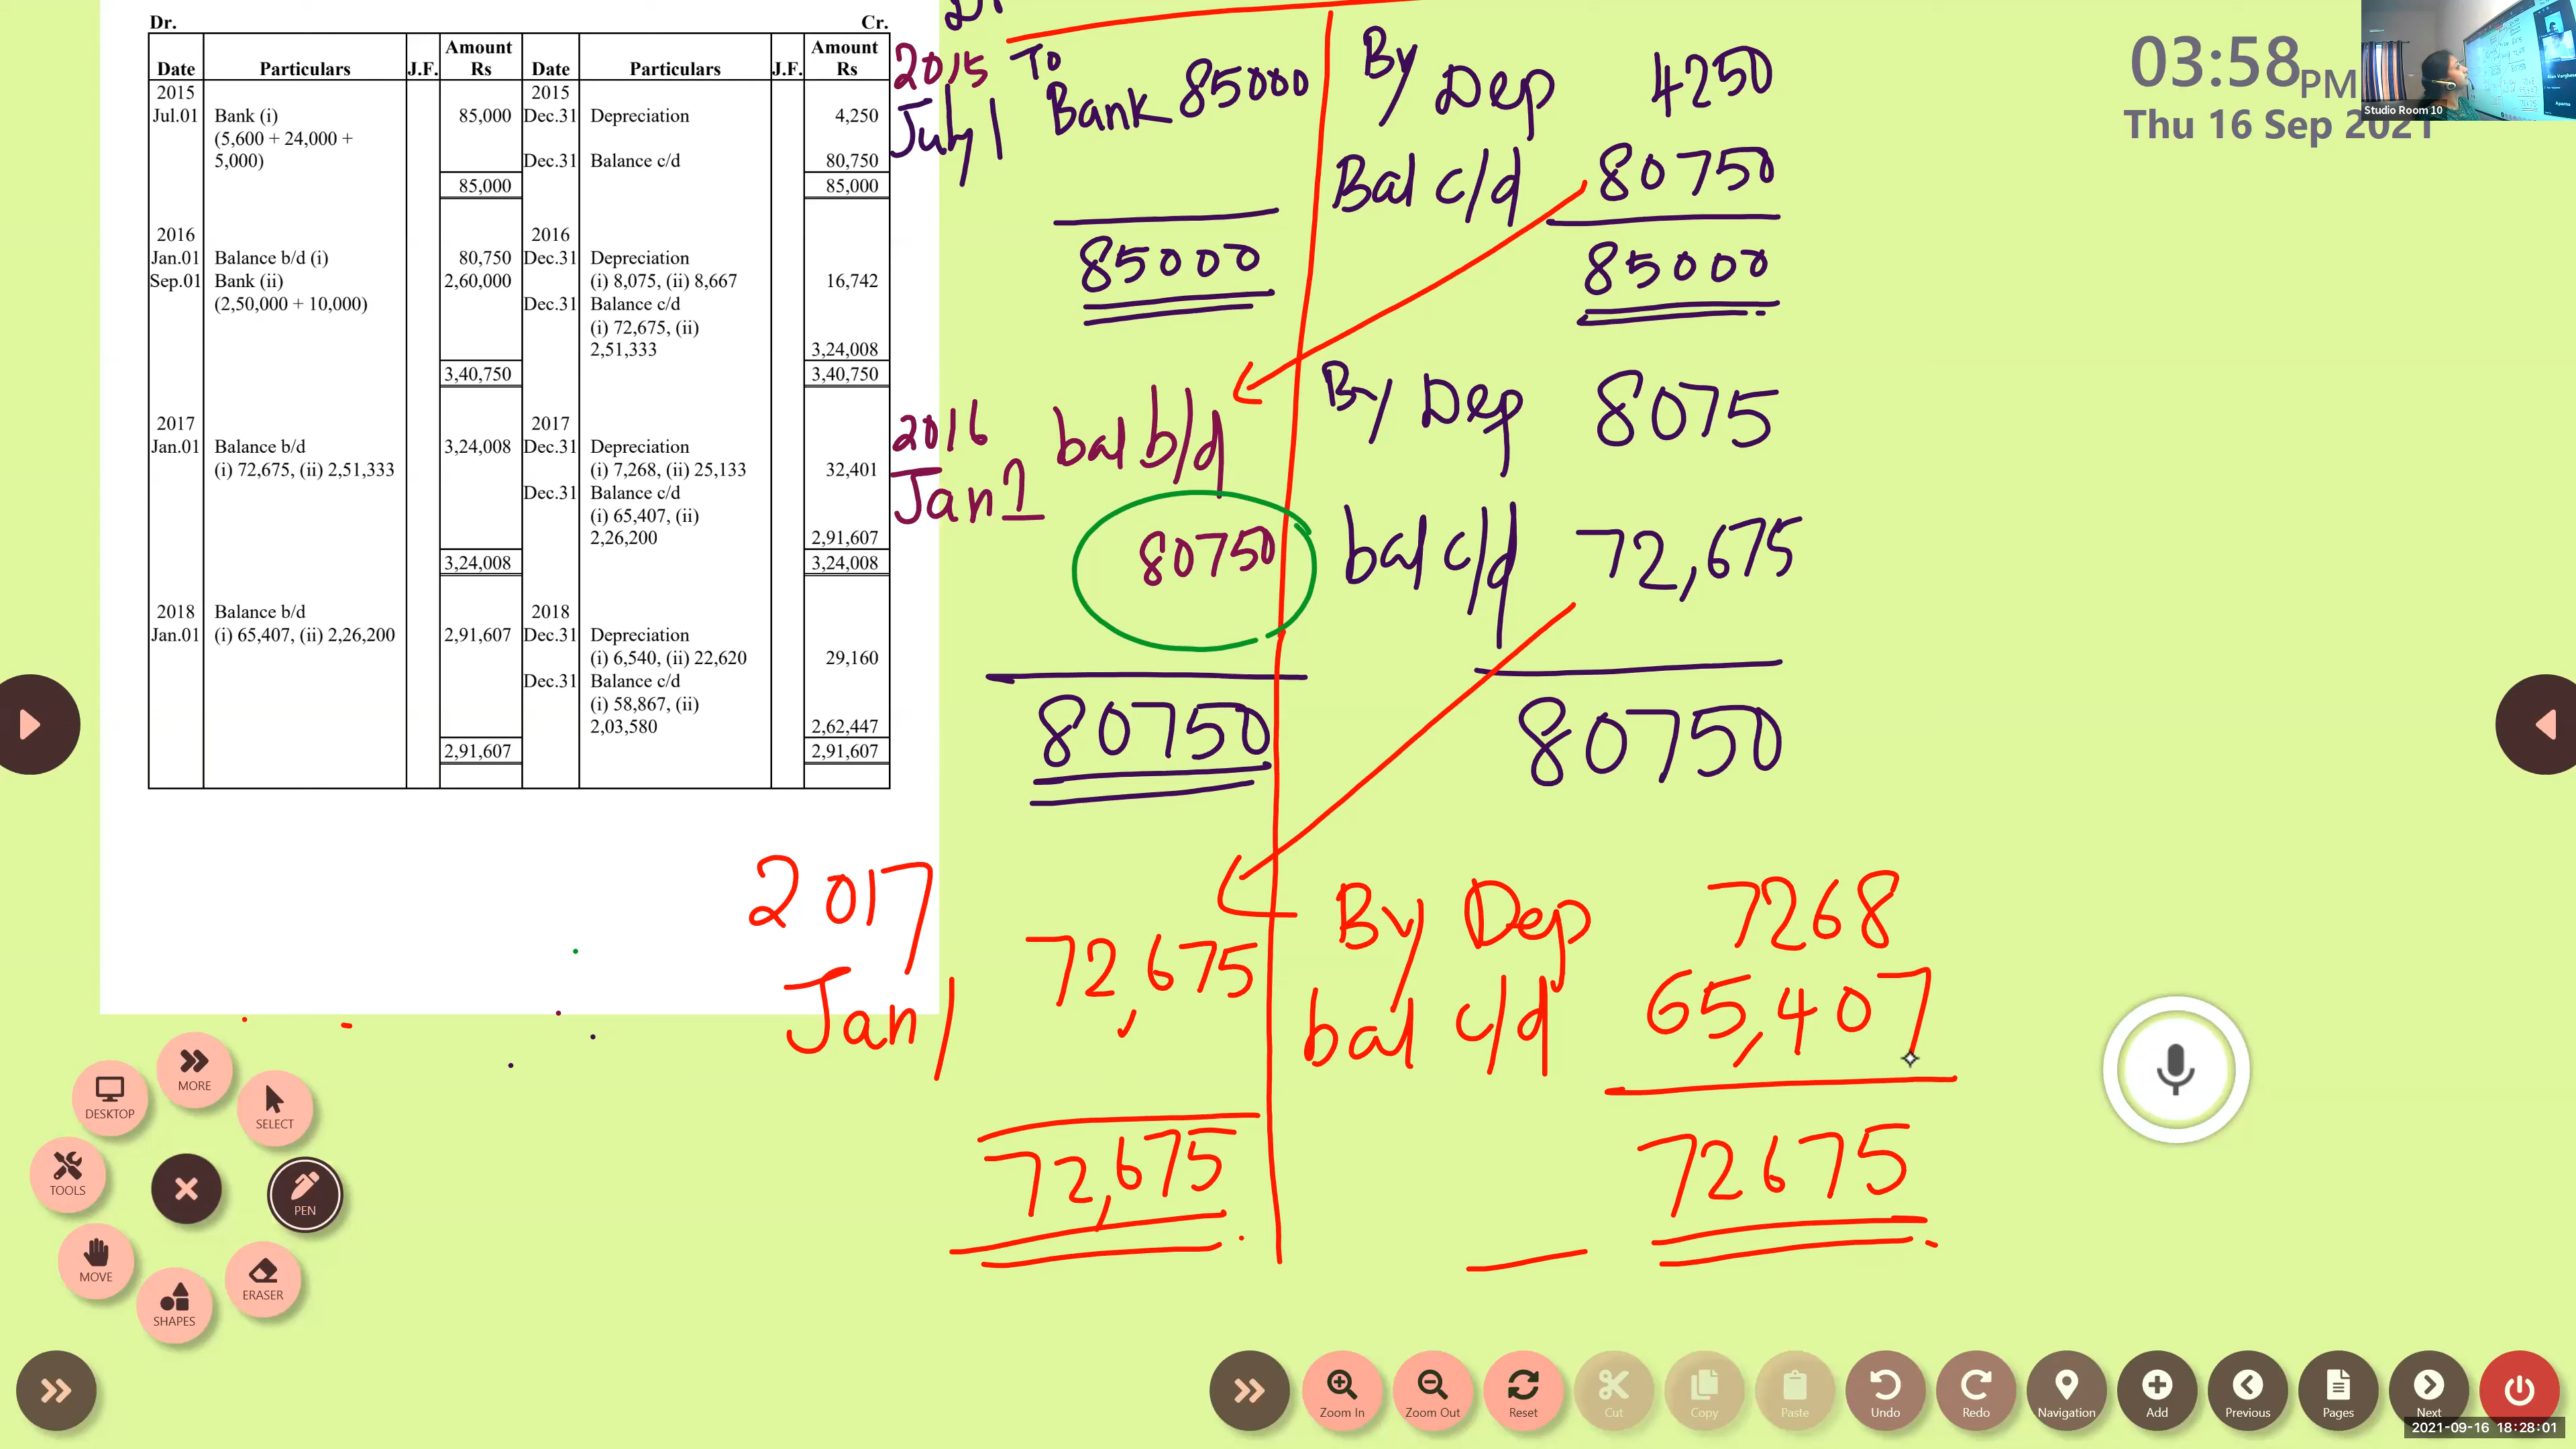 Dr. Cr.
Date Particulars J.F. Amount Rs Date Particulars J.F. Amount Rs
2015 2015
Jul.01 Bank (i) 85,000 Dec.31 Depreciation 4,250
(5,600 + 24,000 +
5,000) Dec.31 Balance c/d 80,750
85,000 85,000
2016 2016
Jan.01 Balance b/d (i) 80,750 Dec.31 Depreciation
Sep.01 Bank (ii) 2,60,000 (i) 8,075, (ii) 8,667 16,742
(2,50,000 + 10,000) Dec.31 Balance c/d
(i) 72,675, (ii)
2,51,333 3,24,008
3,40,750 3,40,750
2017 2017
Jan.01 Balance b/d 3,24,008 Dec.31 Depreciation
(i) 72,675, (ii) 2,51,333 (i) 7,268, (ii) 25,133 32,401
Dec.31 Balance c/d
(i) 65,407, (ii)
2,26,200 2,91,607
3,24,008 3,24,008
2018 Balance b/d 2018
Jan.01 (i) 65,407, (ii) 2,26,200 2,91,607 Dec.31 Depreciation
(i) 6,540, (ii) 22,620 29,160
Dec.31 Balance c/d
(i) 58,867, (ii)
2,03,580 2,62,447
2,91,607 2,91,607
2015 To By
July 1 Bank 85000 Dep 4250
Bal c/d 80750
85000 85000
2016 bal b/d By Dep 8075
Jan 1
80750 bal c/d 72,675
80750 80750
2017 By Dep 7268
72,675
Jan 1 bal c/d 65,407
72,675 72675
03:58 PM
Thu 16 Sep 2021
Studio Room 10
MORE
DESKTOP
SELECT
TOOLS
PEN
MOVE
ERASER
SHAPES
Zoom In Zoom Out Reset Cut Copy Paste Undo Redo Navigation Add Previous Pages Next
2021-09-16 18:28:01